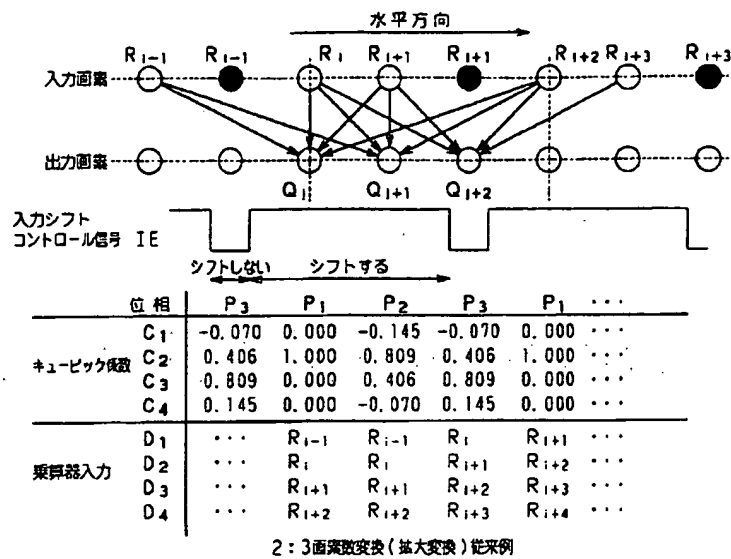 水平方向
R i-1 R i-1 R i R i+1 R i+1 R i+2 R i+3 R i+3
入力画素
出力画素
Q i Q i+1 Q i+2
入力シフト
コントロール信号 IE
シフトしない シフトする
位相 P3 P1 P2 P3 P1 ・・・
キュービック係数
C1 -0.070 0.000 -0.145 -0.070 0.000 ・・・
C2 0.406 1.000 0.809 0.406 1.000 ・・・
C3 0.809 0.000 0.406 0.809 0.000 ・・・
C4 0.145 0.000 -0.070 0.145 0.000 ・・・
乗算器入力
D1 ・・・ R i-1 R i-1 R i R i+1 ・・・
D2 ・・・ R i R i R i+1 R i+2 ・・・
D3 ・・・ R i+1 R i+1 R i+2 R i+3 ・・・
D4 ・・・ R i+2 R i+2 R i+3 R i+4 ・・・
2:3画素数変換(拡大変換)従来例